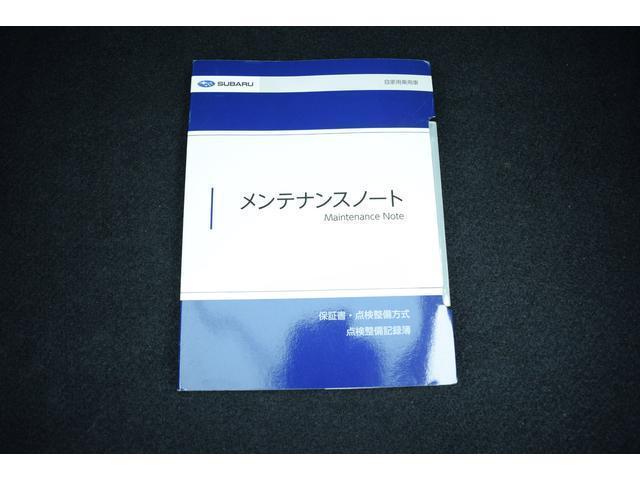 SUBARU
自家用乗用車
メンテナンスノート
Maintenance Note
保証書・点検整備方式
点検整備記録簿